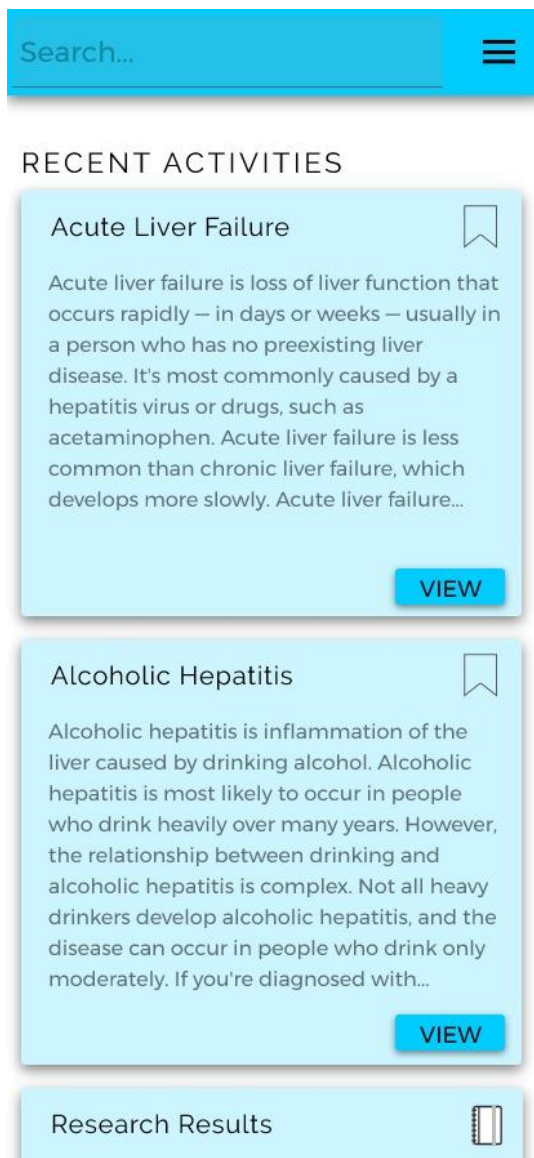 Search...
RECENT ACTIVITIES
Acute Liver Failure
Acute liver failure is loss of liver function that
occurs rapidly — in days or weeks — usually in
a person who has no preexisting liver
disease. It's most commonly caused by a
hepatitis virus or drugs, such as
acetaminophen. Acute liver failure is less
common than chronic liver failure, which
develops more slowly. Acute liver failure...
VIEW
Alcoholic Hepatitis
Alcoholic hepatitis is inflammation of the
liver caused by drinking alcohol. Alcoholic
hepatitis is most likely to occur in people
who drink heavily over many years. However,
the relationship between drinking and
alcoholic hepatitis is complex. Not all heavy
drinkers develop alcoholic hepatitis, and the
disease can occur in people who drink only
moderately. If you're diagnosed with...
VIEW
Research Results